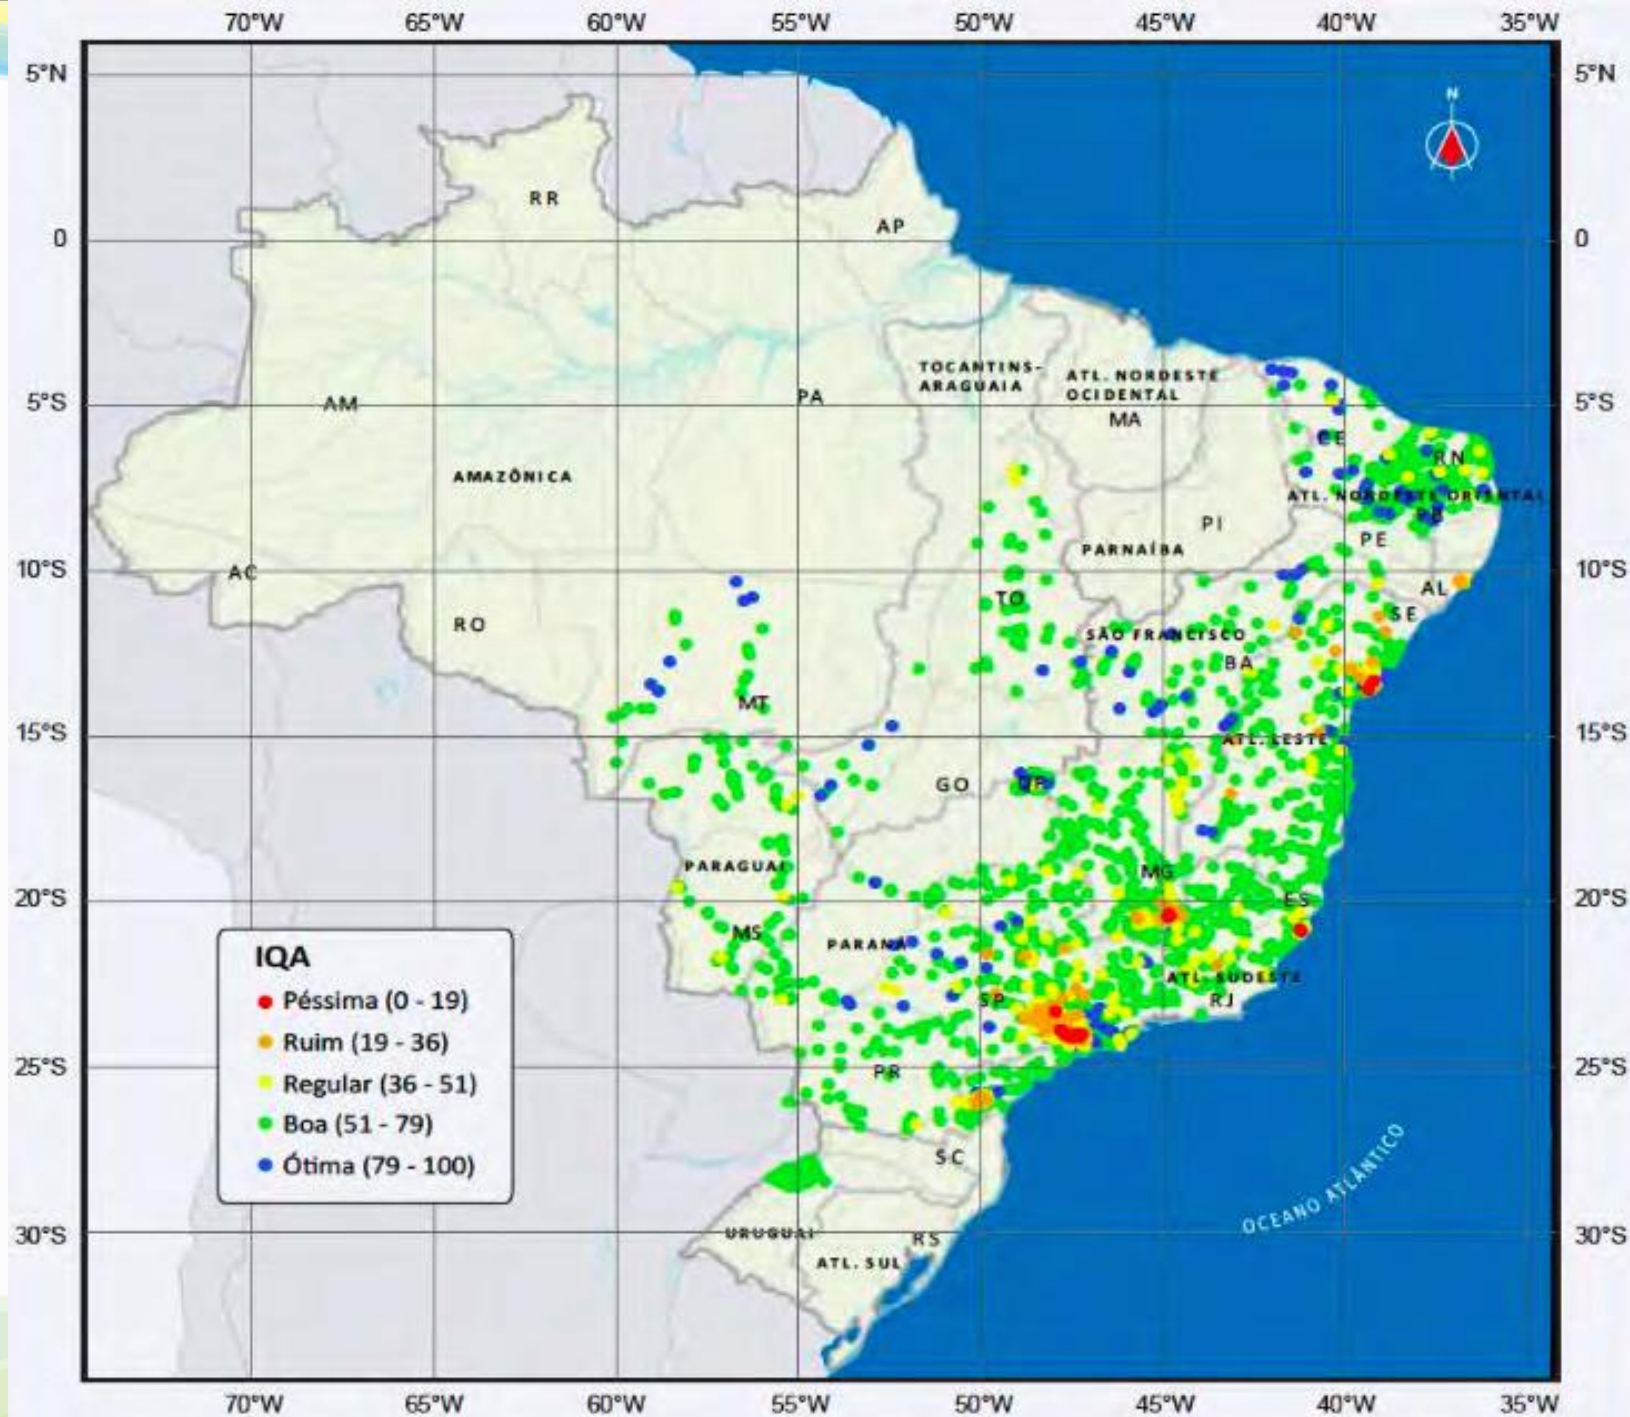 70°W 65°W 60°W 55°W 50°W 45°W 40°W 35°W
5°N 5°N
N
RR
AP
0 0
TOCANTINS-
ARAGUAIA
ATL. NORDESTE
OCIDENTAL
MA
PA
AM
5°S 5°S
CE
RN
AMAZÔNICA
ATL. NORDESTE ORIENTAL
PB
PI
PE
PARNAÍBA
AC
10°S 10°S
AL
TO
SE
RO
SÃO FRANCISCO
BA
MT
15°S 15°S
ATL. LESTE
GO
DF
PARAGUAI
MG
20°S 20°S
ES
MS
PARANÁ
ATL. SUDESTE
SP
RJ
IQA
Péssima (0 - 19)
Ruim (19 - 36)
Regular (36 - 51)
Boa (51 - 79)
Ótima (79 - 100)
25°S 25°S
PR
SC
OCEANO ATLÂNTICO
30°S 30°S
URUGUAI
RS
ATL. SUL
70°W 65°W 60°W 55°W 50°W 45°W 40°W 35°W